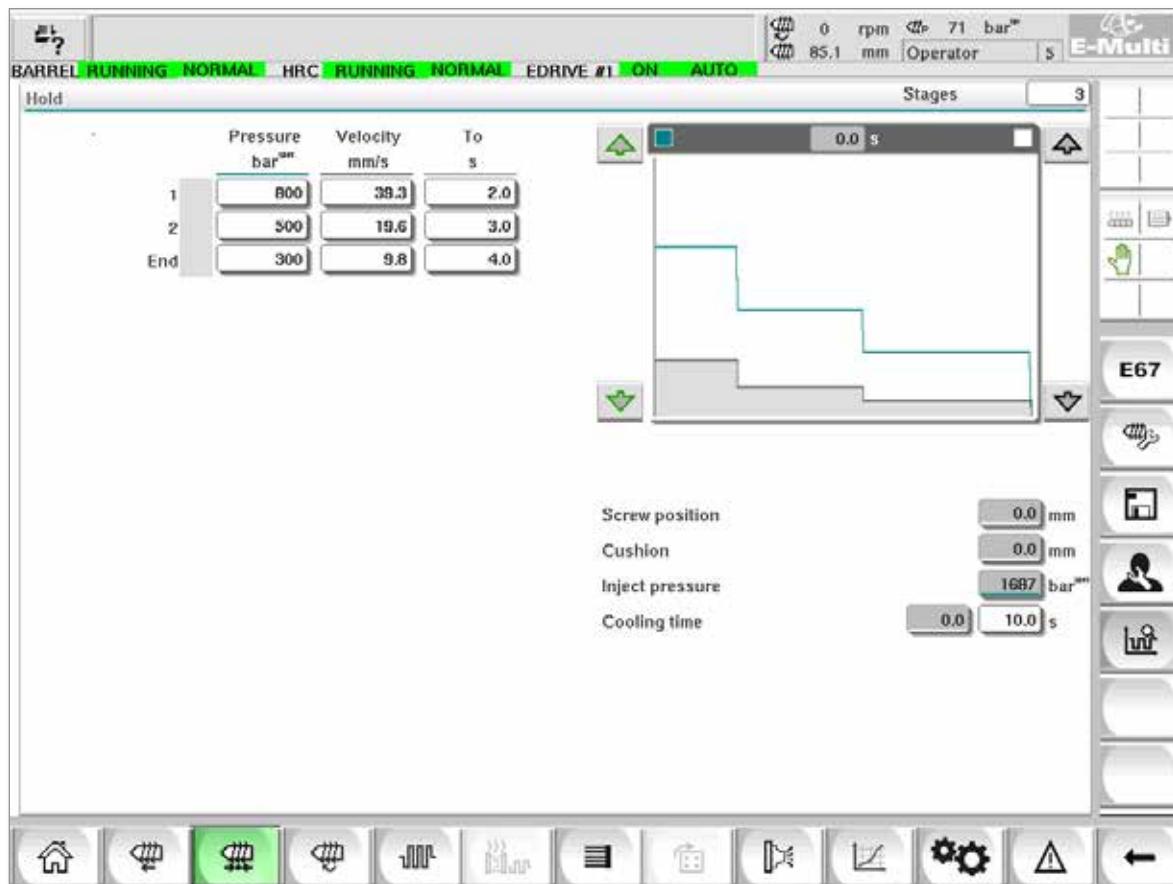 0 rpm 71 bar
85.1 mm Operator S
E-Multi
BARREL RUNNING NORMAL HRC RUNNING NORMAL EDRIVE #1 ON AUTO
Hold Stages 3
Pressure Velocity To
bar mm/s s
1 800 39.3 2.0
2 500 19.6 3.0
End 300 9.8 4.0
0.0 s
E67
Screw position 0.0 mm
Cushion 0.0 mm
Inject pressure 1687 bar
Cooling time 0.0 10.0 s